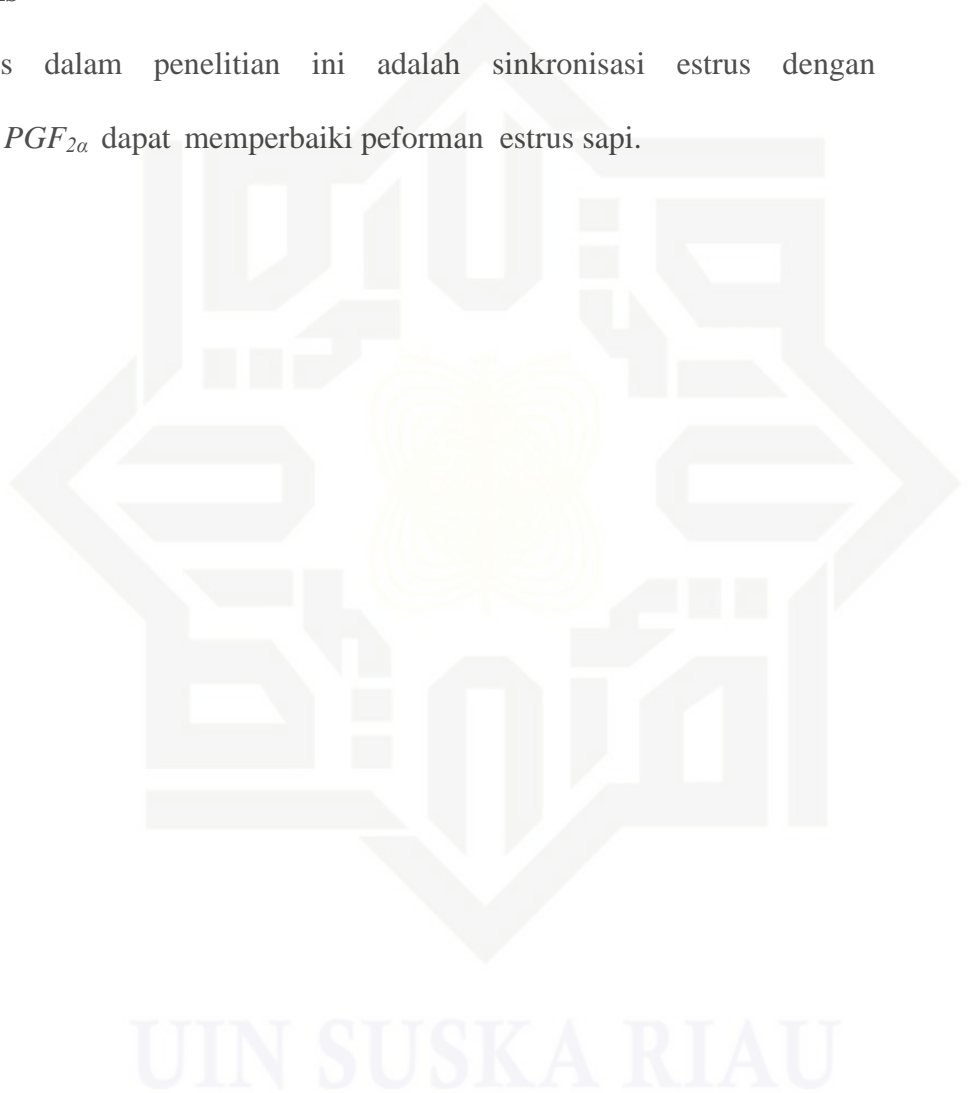 s dalam penelitian ini adalah sinkronisasi estrus dengan
PGF2α dapat memperbaiki peforman estrus sapi.
UIN SUSKA RIAU